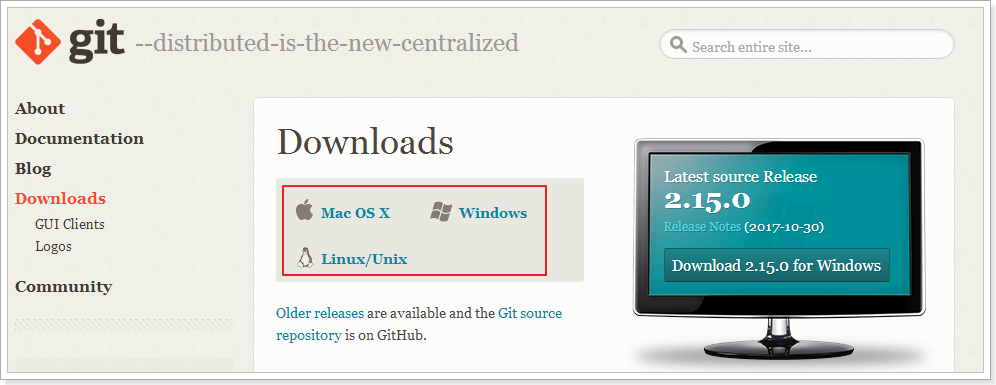 git --distributed-is-the-new-centralized
Search entire site...
About
Documentation
Blog
Downloads
GUI Clients
Logos
Community
Downloads
Mac OS X
Windows
Linux/Unix
Older releases are available and the Git source
repository is on GitHub.
Latest source Release
2.15.0
Release Notes (2017-10-30)
Download 2.15.0 for Windows